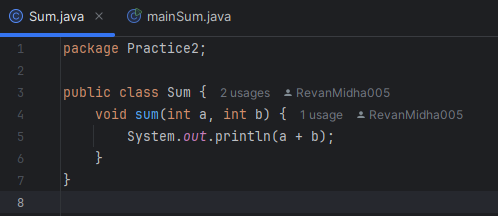 Sum.java × mainSum.java
1 package Practice2;
2
3 public class Sum { 2 usages RevanMidha005
4 void sum(int a, int b) { 1 usage RevanMidha005
5 System.out.println(a + b);
6 }
7 }
8